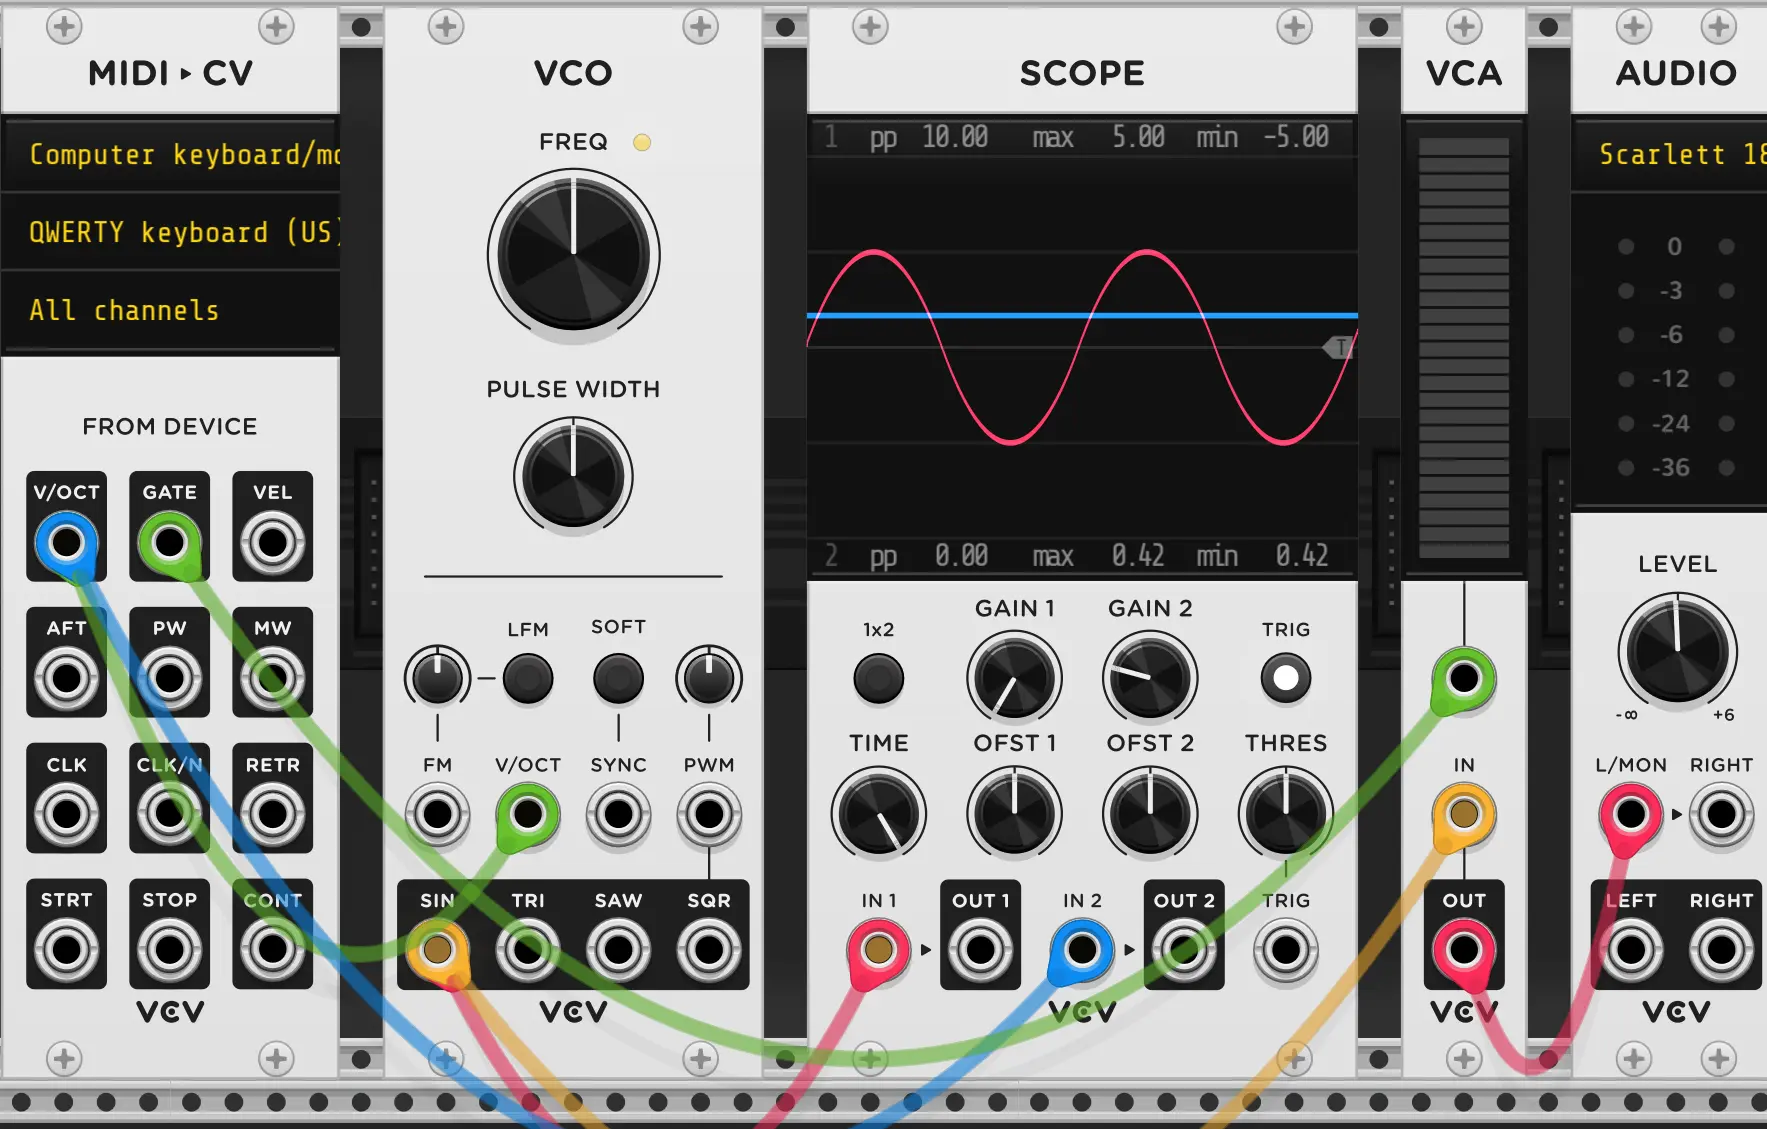 MIDI ▸ CV
Computer keyboard/mo
QWERTY keyboard (US)
All channels
FROM DEVICE
V/OCT GATE VEL
AFT PW MW
CLK CLK/N RETR
STRT STOP CONT
VCV
VCO
FREQ
PULSE WIDTH
LFM SOFT
FM V/OCT SYNC PWM
SIN TRI SAW SQR
VCV
SCOPE
1 pp 10.00 max 5.00 min -5.00
T
2 pp 0.00 max 0.42 min 0.42
GAIN 1 GAIN 2
1x2 TRIG
TIME OFST 1 OFST 2 THRES
IN 1 OUT 1 IN 2 OUT 2 TRIG
VCV
VCA
IN
OUT
VCV
AUDIO
Scarlett 18
0
-3
-6
-12
-24
-36
LEVEL
-∞ +6
L/MON RIGHT
LEFT RIGHT
VCV